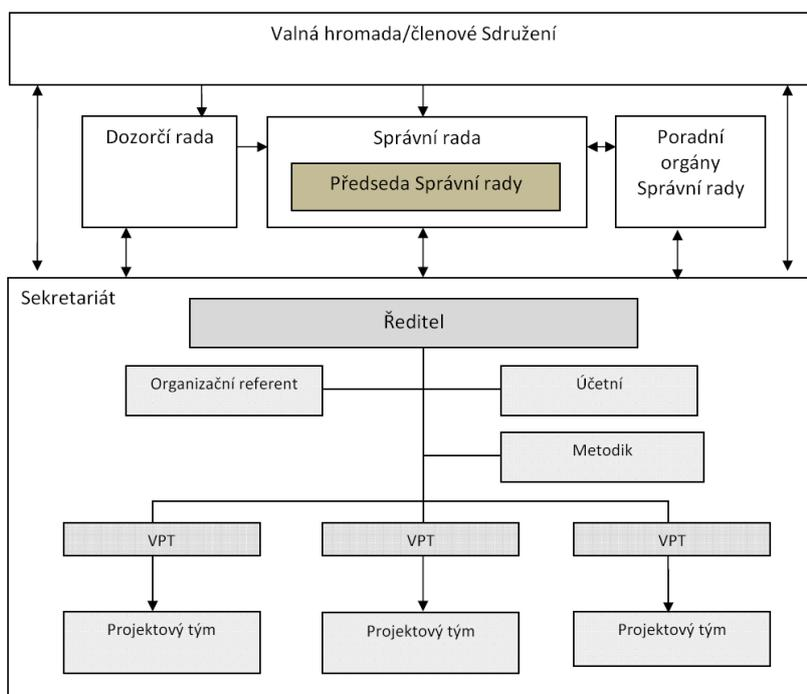 Valná hromada/členové Sdružení
Dozorčí rada
Správní rada
Předseda Správní rady
Poradní
orgány
Správní rady
Sekretariát
Ředitel
Organizační referent
Účetní
Metodik
VPT
VPT
VPT
Projektový tým
Projektový tým
Projektový tým